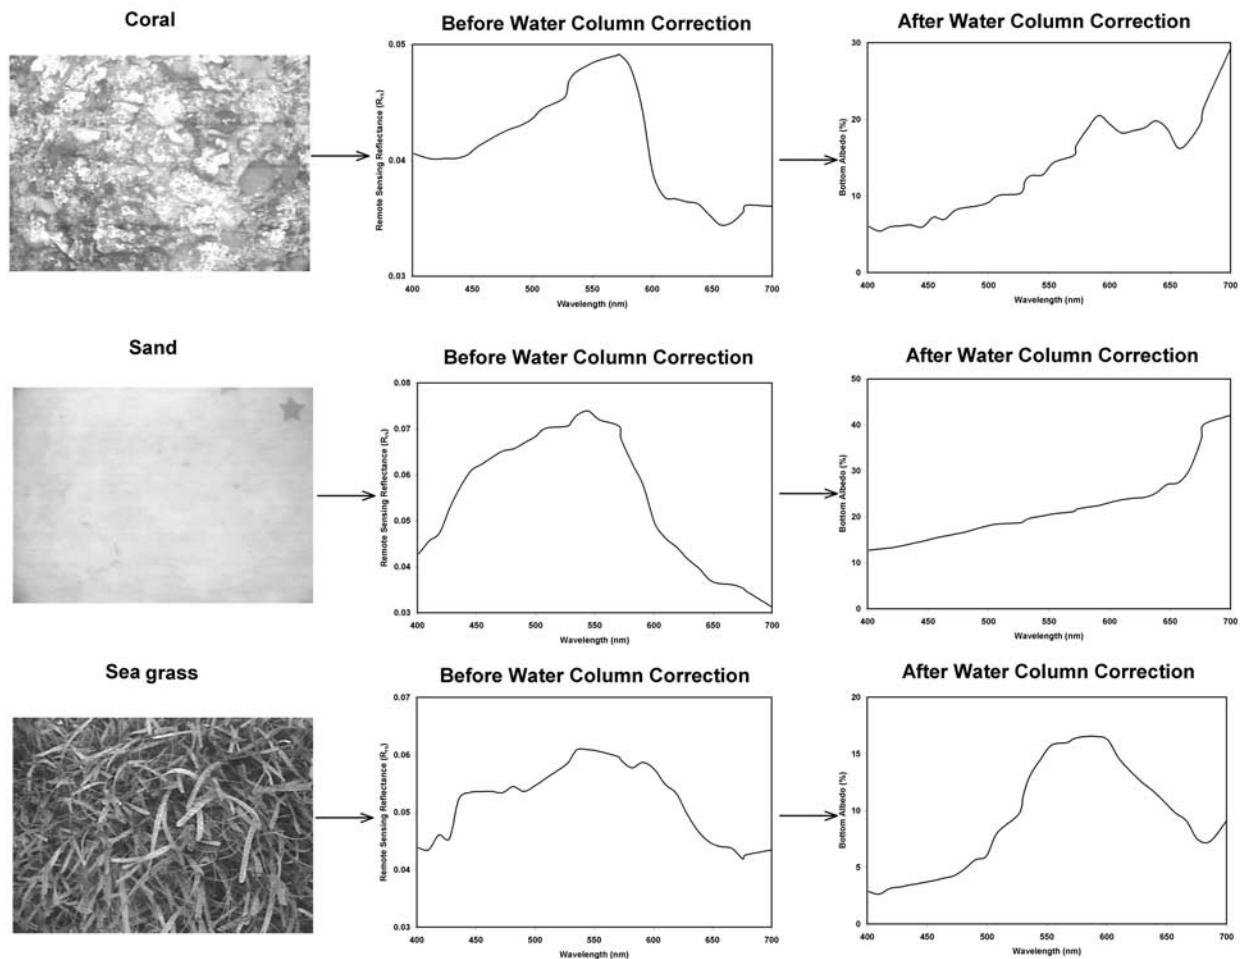 Coral
Before Water Column Correction
After Water Column Correction
0.05
0.04
0.03
Remote Sensing Reflectance (Rrs)
400 450 500 550 600 650 700
Wavelength (nm)
30
20
10
0
Bottom Albedo (%)
400 450 500 550 600 650 700
Wavelength (nm)
Sand
Before Water Column Correction
After Water Column Correction
0.08
0.07
0.06
0.05
0.04
0.03
Remote Sensing Reflectance (Rrs)
400 450 500 550 600 650 700
Wavelength (nm)
50
40
30
20
10
0
Bottom Albedo (%)
400 450 500 550 600 650 700
Wavelength (nm)
Sea grass
Before Water Column Correction
After Water Column Correction
0.07
0.06
0.05
0.04
0.03
Remote Sensing Reflectance (Rrs)
400 450 500 550 600 650 700
Wavelength (nm)
20
15
10
5
0
Bottom Albedo (%)
400 450 500 550 600 650 700
Wavelength (nm)